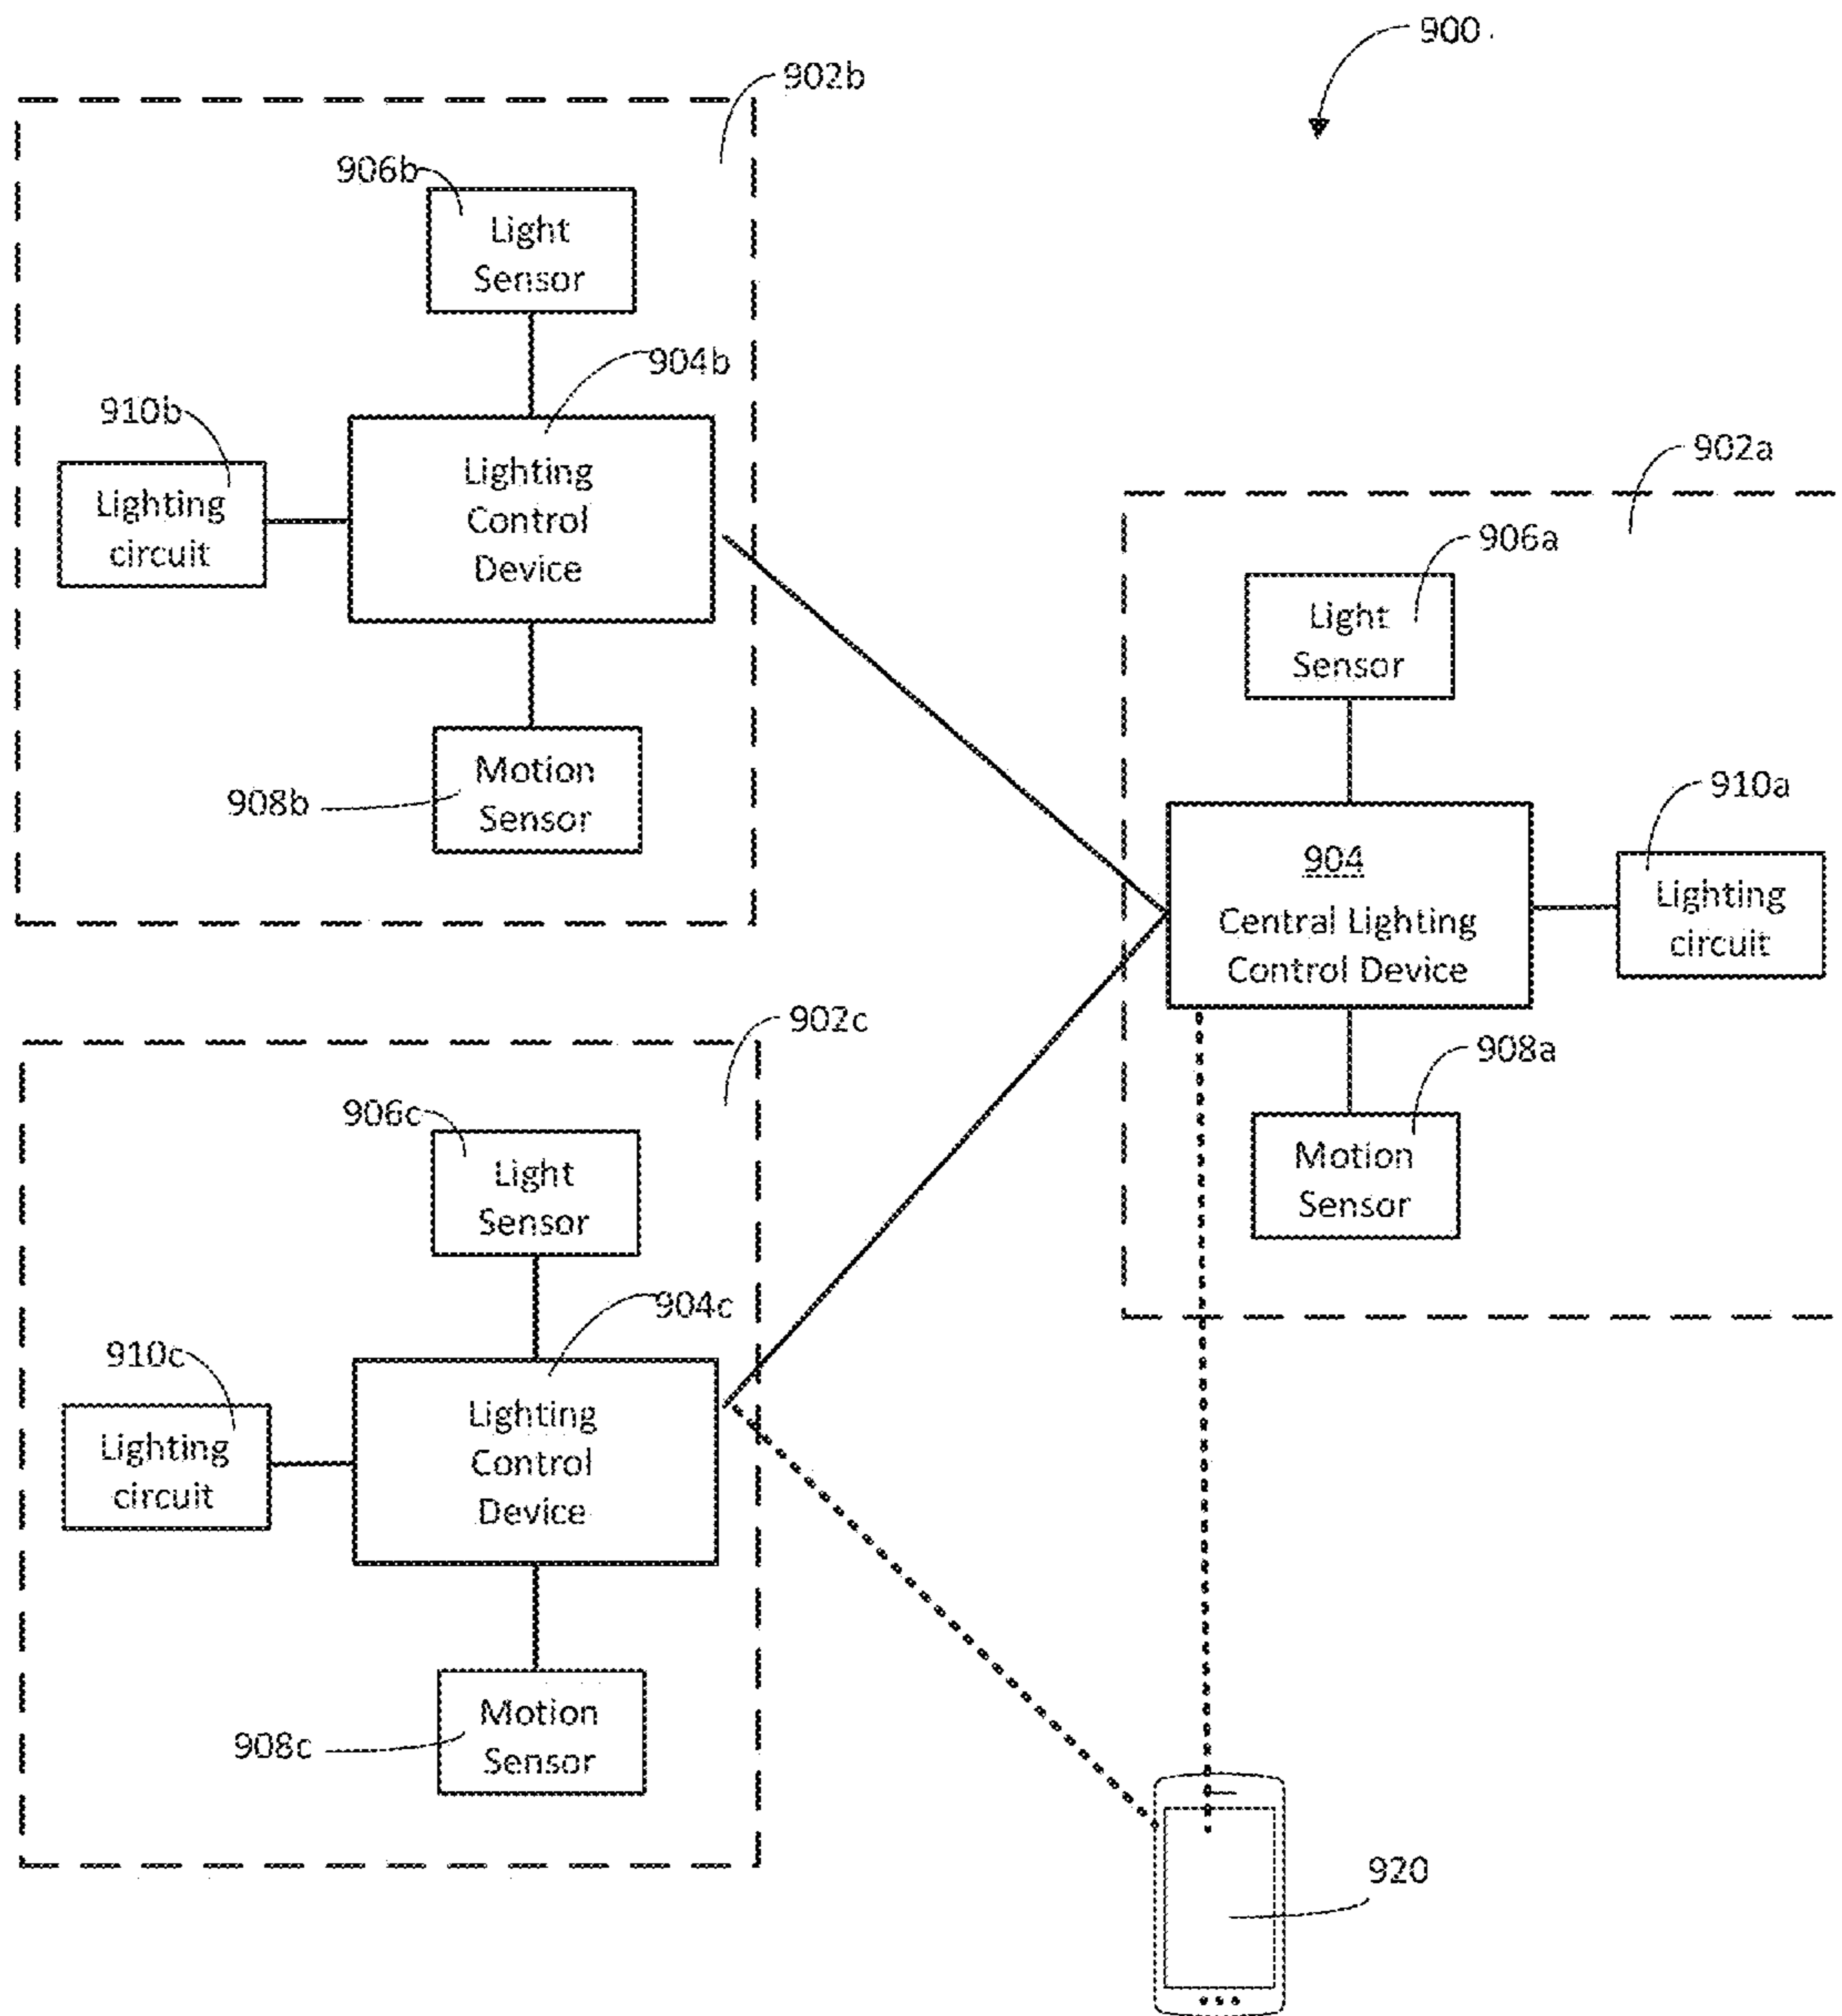 900
902b
906b
Light
Sensor
904b
910b
Lighting
circuit
Lighting
Control
Device
908b
Motion
Sensor
902a
906a
Light
Sensor
910a
904
Central Lighting
Control Device
Lighting
circuit
908a
Motion
Sensor
902c
906c
Light
Sensor
904c
910c
Lighting
circuit
Lighting
Control
Device
908c
Motion
Sensor
920